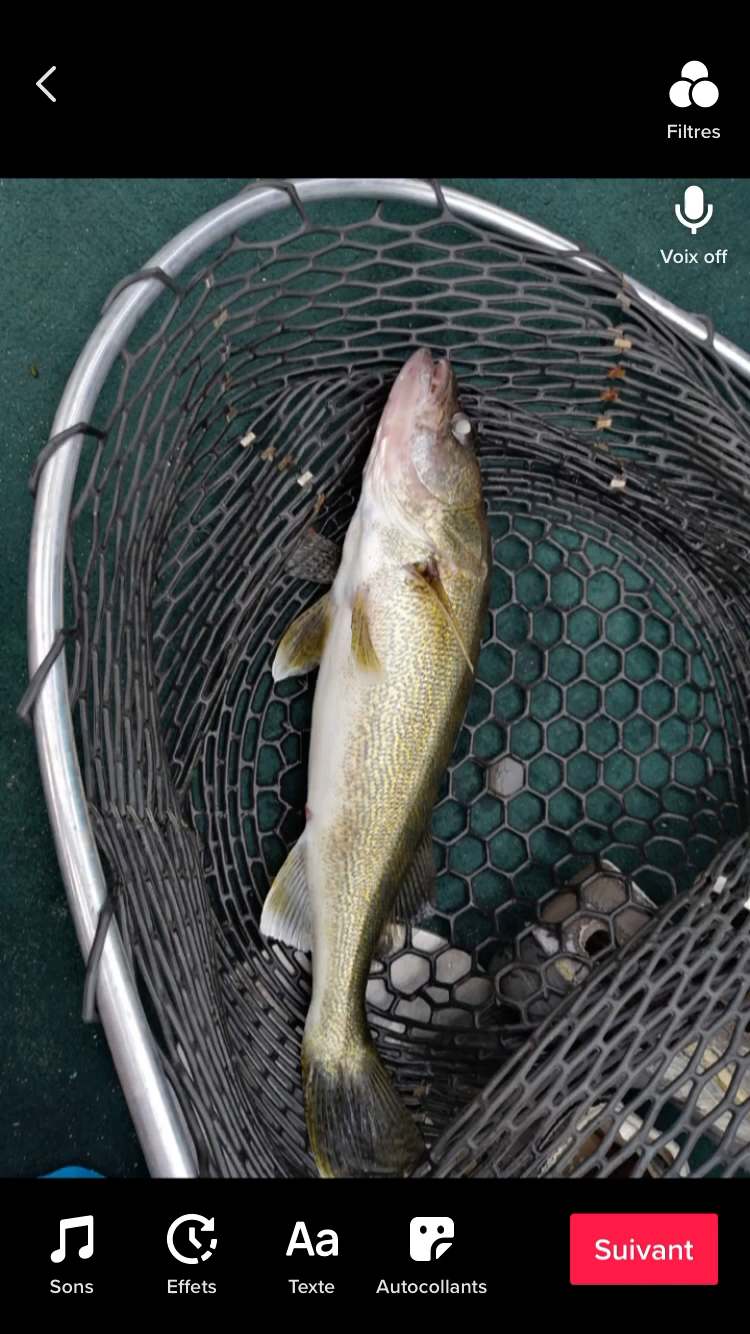 Filtres
Voix off
Sons
Effets
Aa
Texte
Autocollants
Suivant